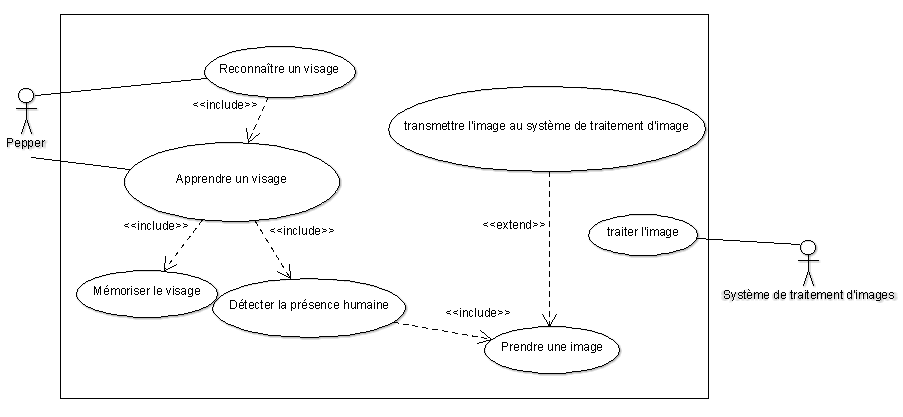 Reconnaître un visage
<<include>>
transmettre l'image au système de traitement d'image
Pepper
Apprendre un visage
<<include>>
<<include>>
<<extend>>
traiter l'image
Mémoriser le visage
Détecter la présence humaine
Système de traitement d'images
<<include>>
Prendre une image